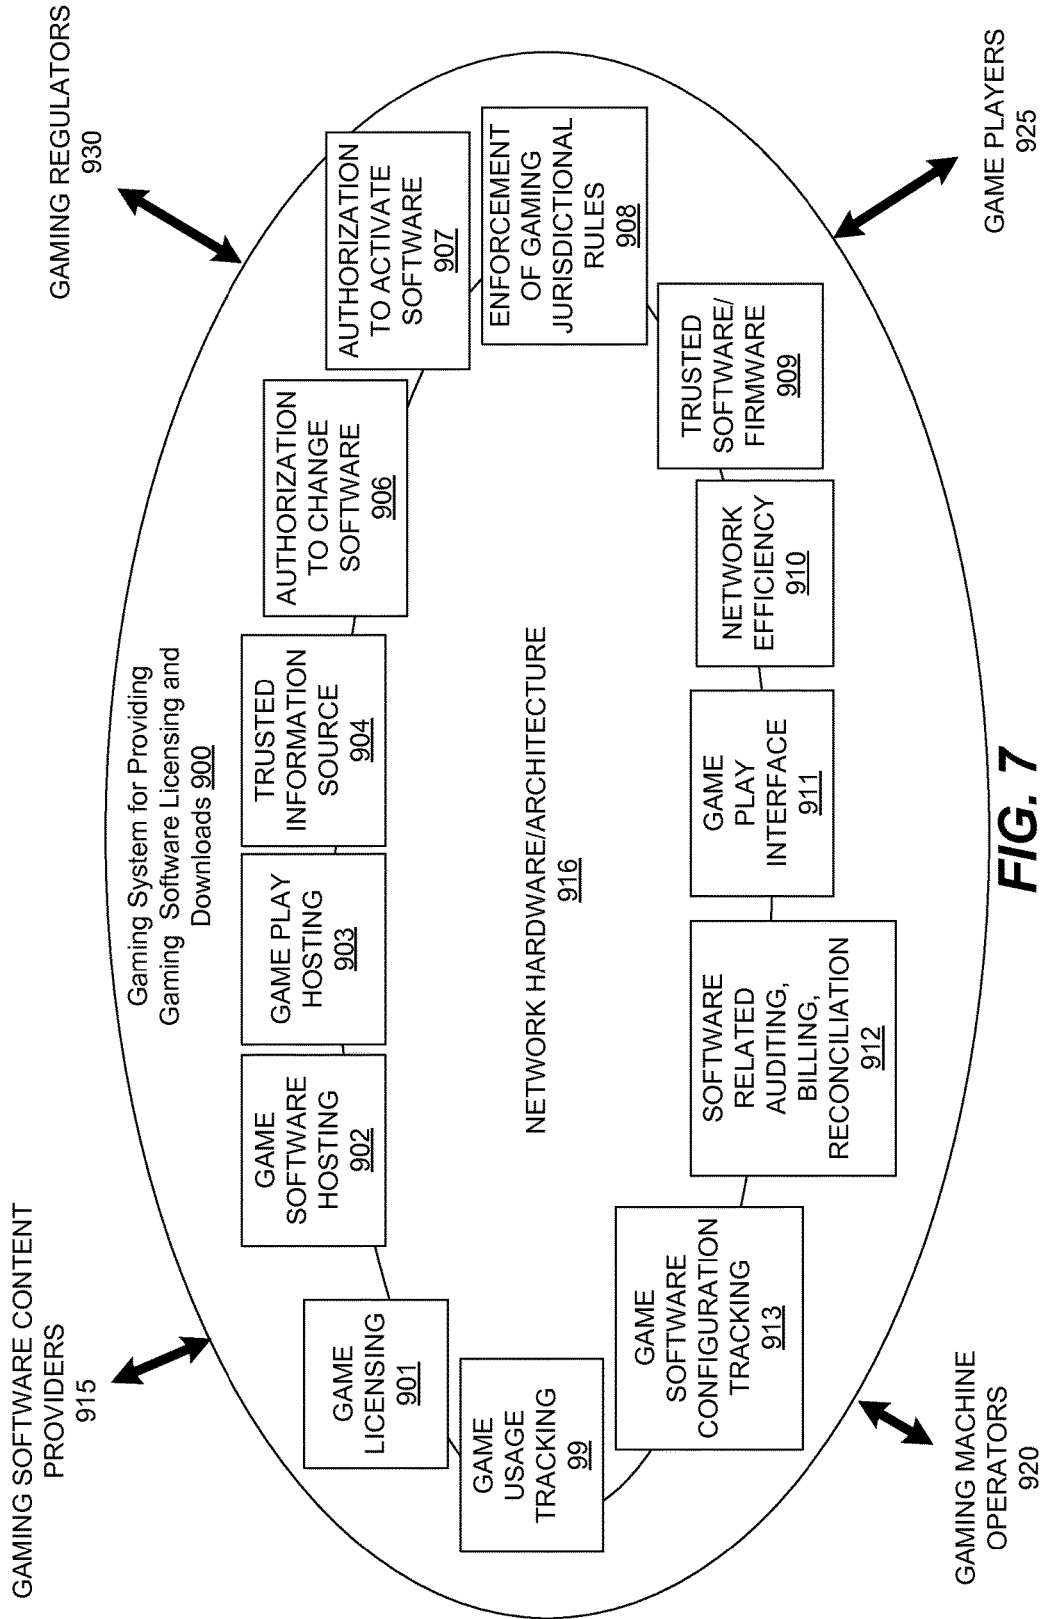 GAMING SOFTWARE CONTENT
PROVIDERS
915
GAMING REGULATORS
930
Gaming System for Providing
Gaming Software Licensing and
Downloads 900
GAME
LICENSING
901
GAME
SOFTWARE
HOSTING
902
GAME PLAY
HOSTING
903
TRUSTED
INFORMATION
SOURCE
904
AUTHORIZATION
TO CHANGE
SOFTWARE
906
AUTHORIZATION
TO ACTIVATE
SOFTWARE
907
ENFORCEMENT
OF GAMING
JURISDICTIONAL
RULES
908
TRUSTED
SOFTWARE/
FIRMWARE
909
NETWORK
EFFICIENCY
910
GAME
PLAY
INTERFACE
911
SOFTWARE
RELATED
AUDITING,
BILLING,
RECONCILIATION
912
GAME
SOFTWARE
CONFIGURATION
TRACKING
913
GAME
USAGE
TRACKING
99
NETWORK HARDWARE/ARCHITECTURE
916
GAMING MACHINE
OPERATORS
920
GAME PLAYERS
925
FIG. 7